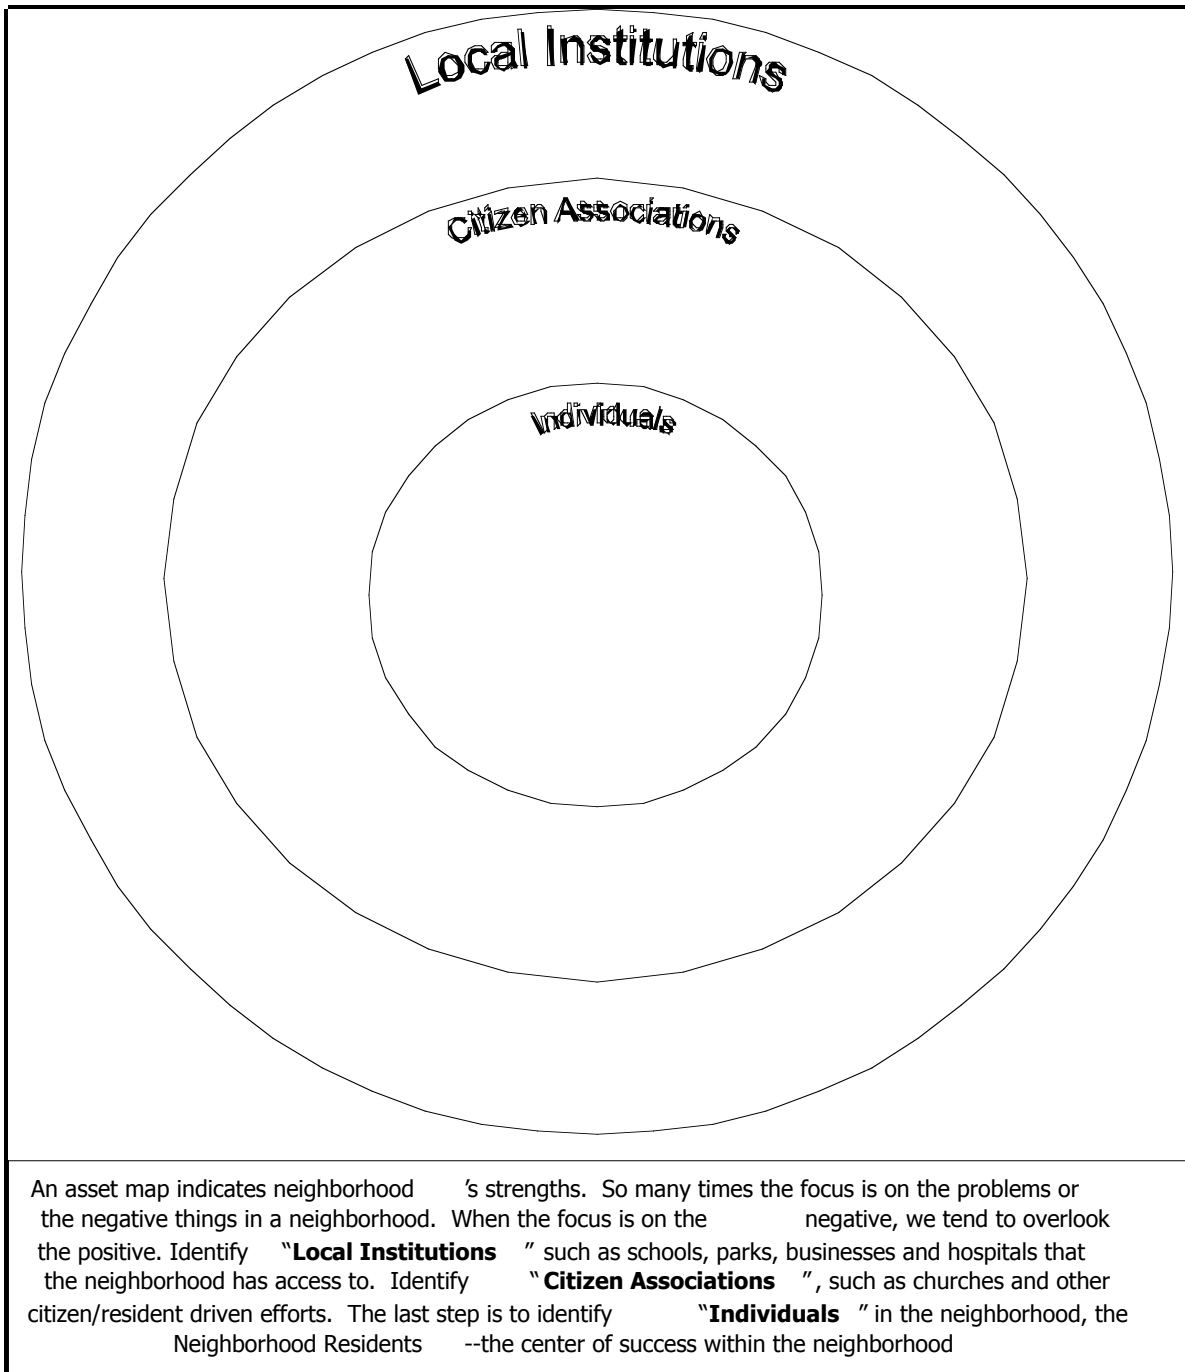 Local Institutions
Citizen Associations
Individuals
An asset map indicates neighborhood 's strengths. So many times the focus is on the problems or
the negative things in a neighborhood. When the focus is on the negative, we tend to overlook
the positive. Identify "Local Institutions " such as schools, parks, businesses and hospitals that
the neighborhood has access to. Identify " Citizen Associations ", such as churches and other
citizen/resident driven efforts. The last step is to identify "Individuals " in the neighborhood, the
Neighborhood Residents --the center of success within the neighborhood